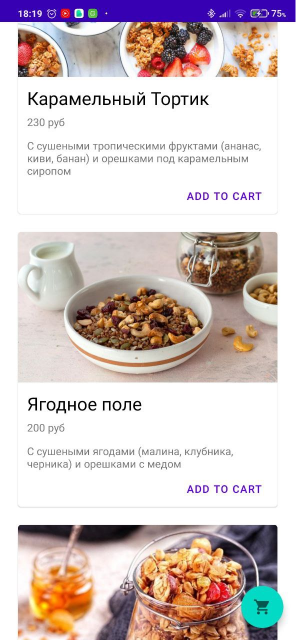 18:19
75%
Карамельный Тортик
230 руб
С сушеными тропическими фруктами (ананас,
киви, банан) и орешками под карамельным
сиропом
ADD TO CART
Ягодное поле
200 руб
С сушеными ягодами (малина, клубника,
черника) и орешками с медом
ADD TO CART